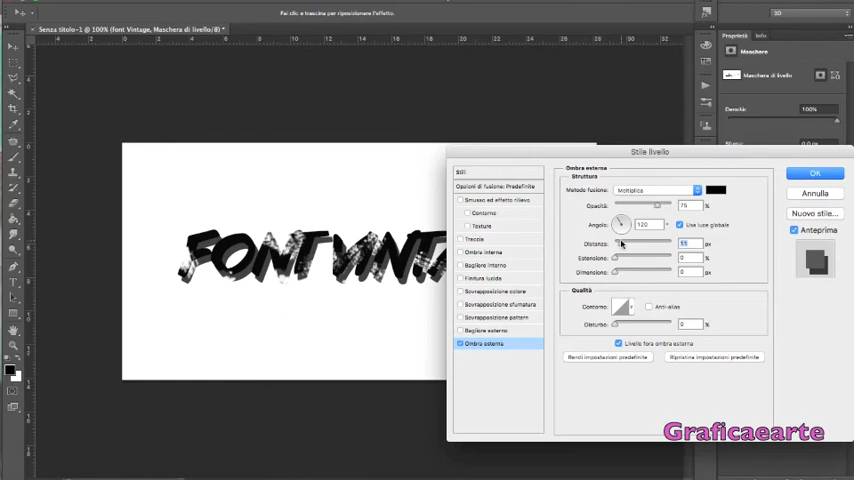 Fai clic e trascina per riposizionare l'effetto.
3D
Senza titolo-1 @ 100% (font Vintage, Maschera di livello/8) *
Proprietà Info
Maschere
Maschera di livello
Densità: 100%
Stile livello
Stili
Opzioni di fusione: Predefinite
Smusso ed effetto rilievo
Contorno
Texture
Traccia
Ombra interna
Bagliore interno
Finitura lucida
Sovrapposizione colore
Sovrapposizione sfumatura
Sovrapposizione pattern
Bagliore esterno
Ombra esterna
Ombra esterna
Struttura
Metodo fusione: Moltiplica
Opacità: 75 %
Angolo: 120 ° Usa luce globale
Distanza: px
Estensione: 0 %
Dimensione: 0 px
Qualità
Contorno: Anti-alias
Disturbo: 0 %
Livello fora ombra esterna
Rendi impostazioni predefinite Ripristina impostazioni predefinite
OK
Annulla
Nuovo stile...
Anteprima
FONT VINTA
Graficaearte